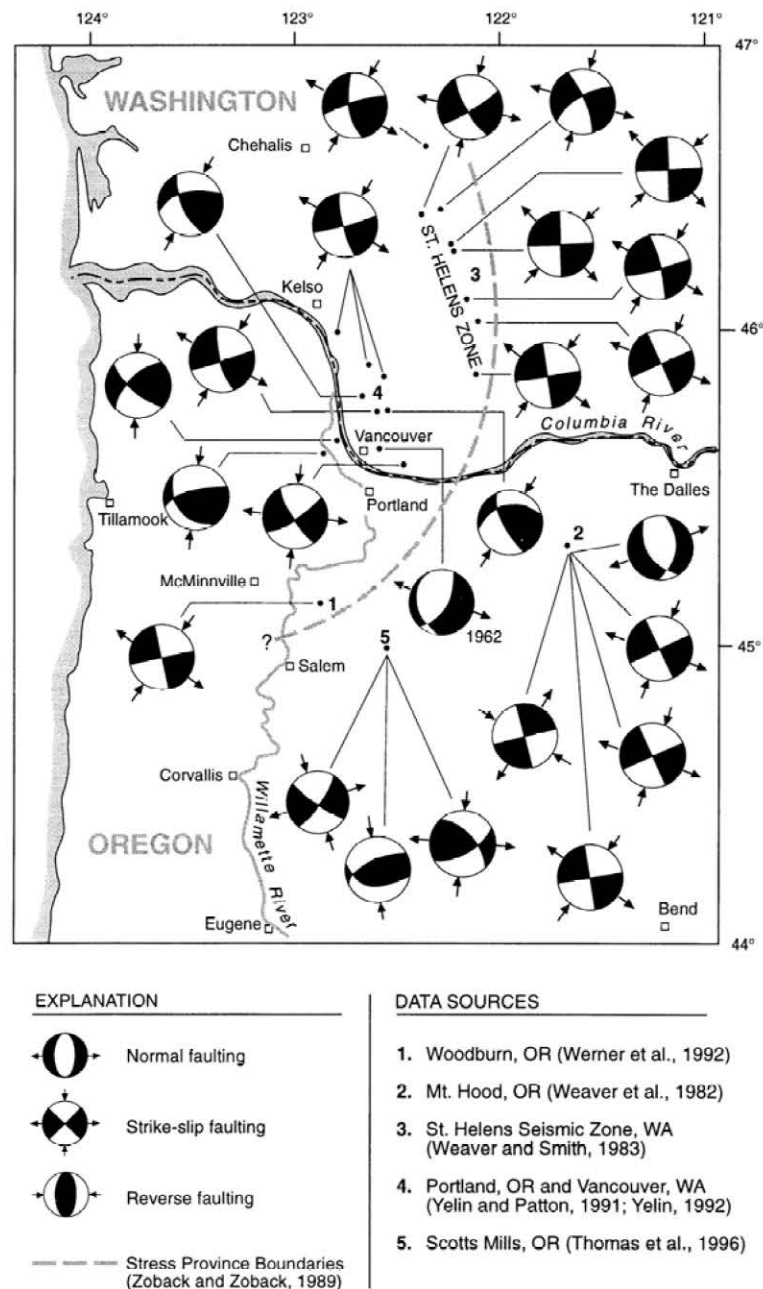 124°
123°
122°
121°
47°
WASHINGTON
Chehalis
ST. HELENS ZONE
3
Kelso
46°
4
Columbia River
Vancouver
The Dalles
Portland
Tillamook
2
McMinnville
1
1962
?
5
45°
Salem
Corvallis
Willamette River
OREGON
Eugene
Bend
44°
EXPLANATION
Normal faulting
Strike-slip faulting
Reverse faulting
Stress Province Boundaries
(Zoback and Zoback, 1989)
DATA SOURCES
1. Woodburn, OR (Werner et al., 1992)
2. Mt. Hood, OR (Weaver et al., 1982)
3. St. Helens Seismic Zone, WA
(Weaver and Smith, 1983)
4. Portland, OR and Vancouver, WA
(Yelin and Patton, 1991; Yelin, 1992)
5. Scotts Mills, OR (Thomas et al., 1996)